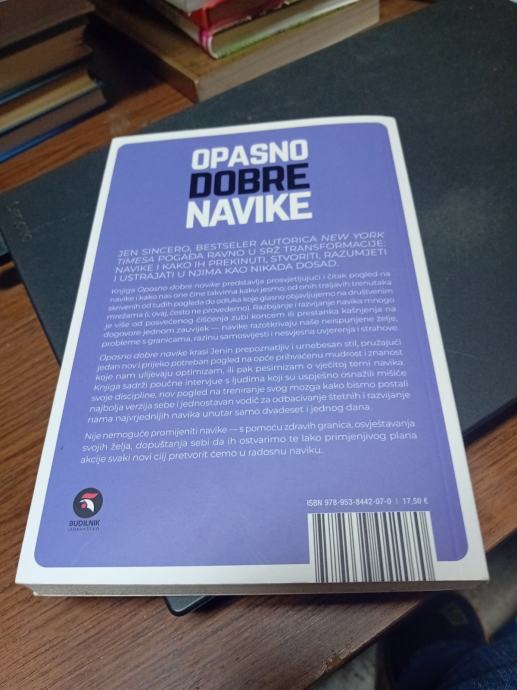 OPASNO
DOBRE
NAVIKE
JEN SINCERO, BESTSELER AUTORICA NEW YORK
TIMESA POGAĐA RAVNO U SRŽ TRANSFORMACIJE:
NAVIKE I KAKO IH PREKINUTI, STVORITI, RAZUMJETI
I USTRAJATI U NJIMA KAO NIKADA DOSAD.
Knjiga Opasno dobre navike predstavlja prosvjetljujući i čitak pogled na
navike i kako nas one čine takvima kakvi jesmo; od onih traljavih trenutaka
skrivenih od tuđih pogleda do odluka koje glasno objavljujemo na društvenim
mrežama (i, ovaj, često ne provedemo). Razbijanje i razvijanje navika mnogo
je više od posvećenog čišćenja zubi koncem ili prestanka kašnjenja na
dogovore jednom zauvijek — navike razotkrivaju naše neispunjene želje,
probleme s granicama, razinu samosvijesti i nesvjesna uvjerenja i strahove.
Opasno dobre navike krasi Jenin prepoznatljiv i urnebesan stil, pružajući
jedan nov i prijeko potreban pogled na opće prihvaćenu mudrost i znanost
koje nam ulijevaju optimizam, ili pak pesimizam o vječitoj temi navika.
Knjiga sadrži poučne intervjue s ljudima koji su uspješno osnažili mišiće
svoje discipline, nov pogled na treniranje svog mozga kako bismo postali
najbolja verzija sebe i jednostavan vodič za odbacivanje štetnih i razvijanje
nama najvrjednijih navika unutar samo dvadeset i jednog dana.
Nije nemoguće promijeniti navike — s pomoću zdravih granica, osvještavanja
svojih želja, dopuštanja sebi da ih ostvarimo te lako primjenjivog plana
akcije svaki novi cilj pretvorit ćemo u radosnu naviku.
BUDILNIK
ISBN 978-953-8442-07-0 | 17,50 €